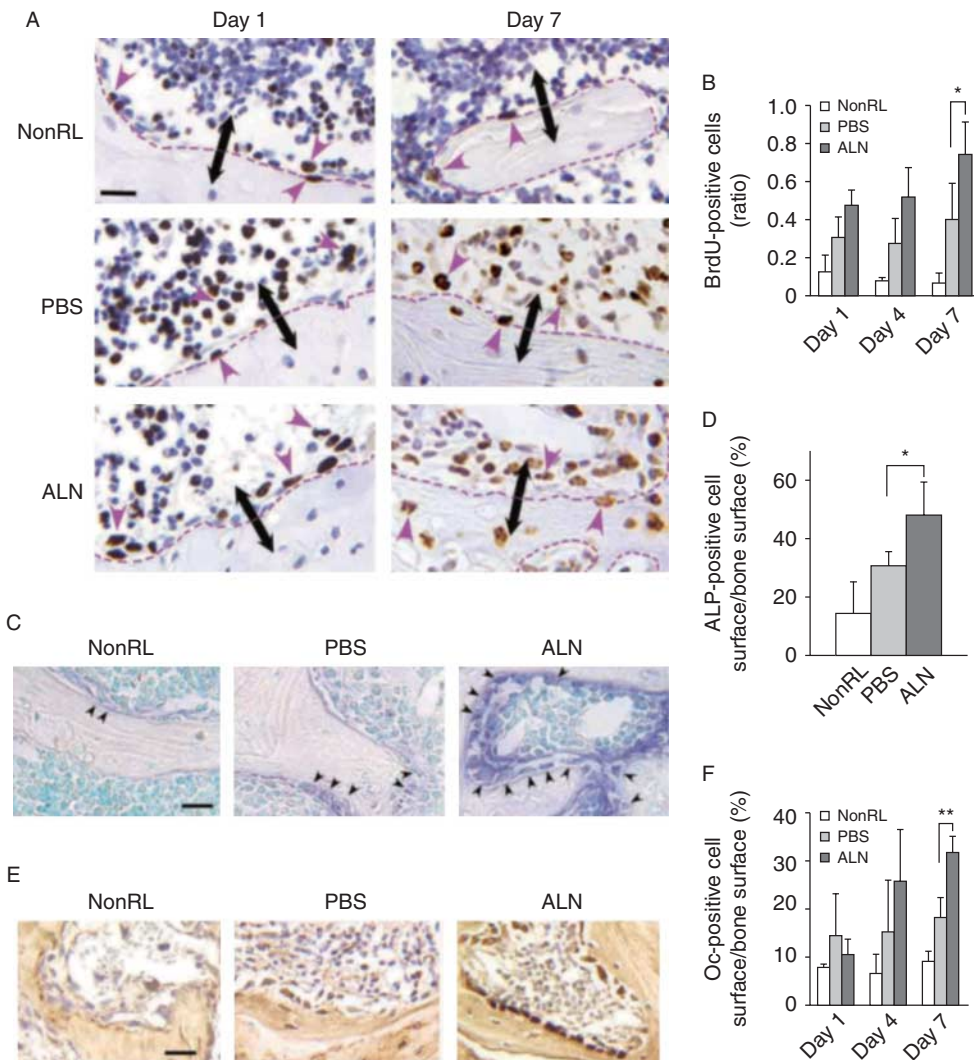 A
Day 1
Day 7
NonRL
PBS
ALN
B
BrdU-positive cells
(ratio)
1.0
0.8
0.6
0.4
0.2
0
NonRL
PBS
ALN
*
Day 1
Day 4
Day 7
C
NonRL
PBS
ALN
D
ALP-positive cell
surface/bone surface (%)
60
40
20
0
*
NonRL
PBS
ALN
E
NonRL
PBS
ALN
F
Oc-positive cell
surface/bone surface (%)
40
30
20
10
0
NonRL
PBS
ALN
**
Day 1
Day 4
Day 7